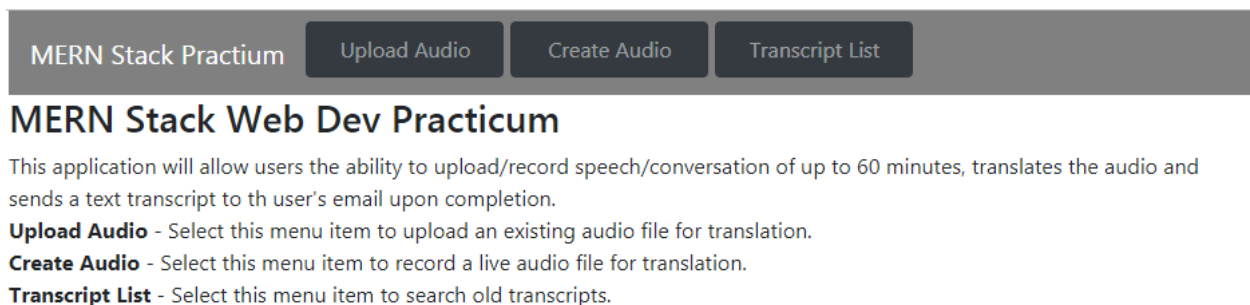 MERN Stack Practium Upload Audio Create Audio Transcript List
MERN Stack Web Dev Practicum
This application will allow users the ability to upload/record speech/conversation of up to 60 minutes, translates the audio and
sends a text transcript to th user's email upon completion.
Upload Audio - Select this menu item to upload an existing audio file for translation.
Create Audio - Select this menu item to record a live audio file for translation.
Transcript List - Select this menu item to search old transcripts.